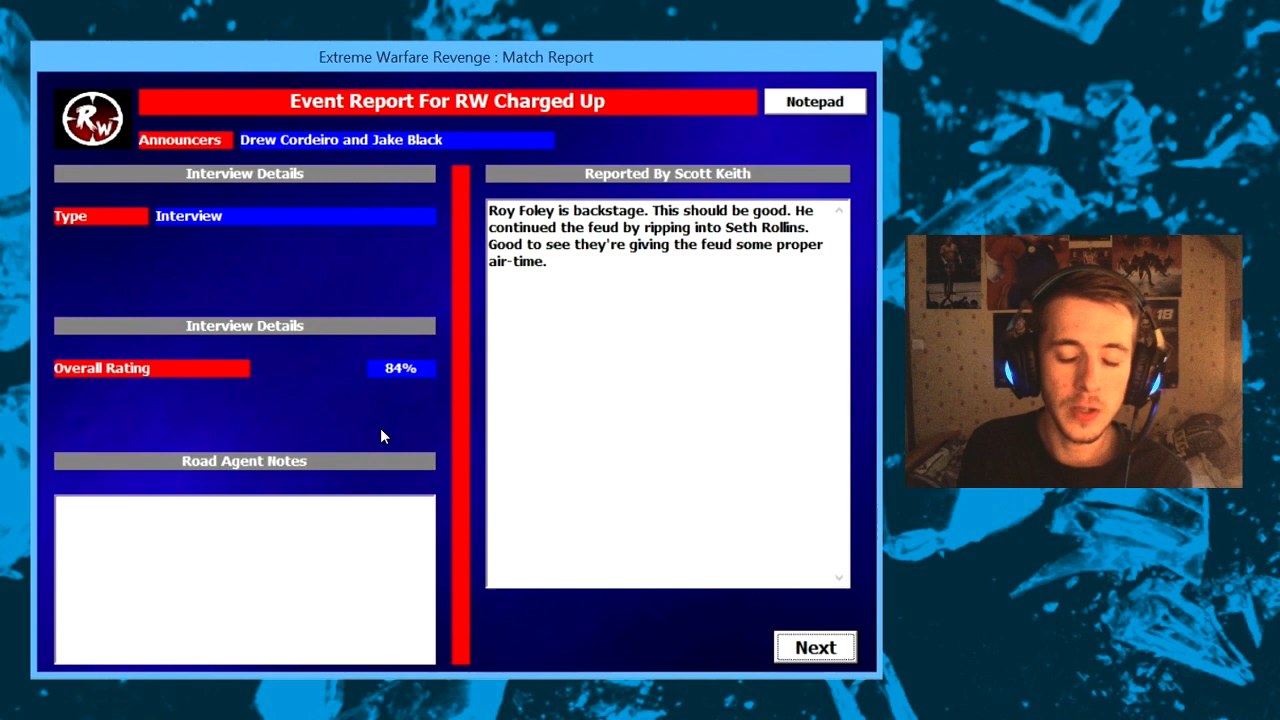 Extreme Warfare Revenge : Match Report
RW
Event Report For RW Charged Up
Notepad
Announcers
Drew Cordeiro and Jake Black
Interview Details
Reported By Scott Keith
Type
Interview
Roy Foley is backstage. This should be good. He
continued the feud by ripping into Seth Rollins.
Good to see they're giving the feud some proper
air-time.
Interview Details
Overall Rating
84%
Road Agent Notes
Next
18